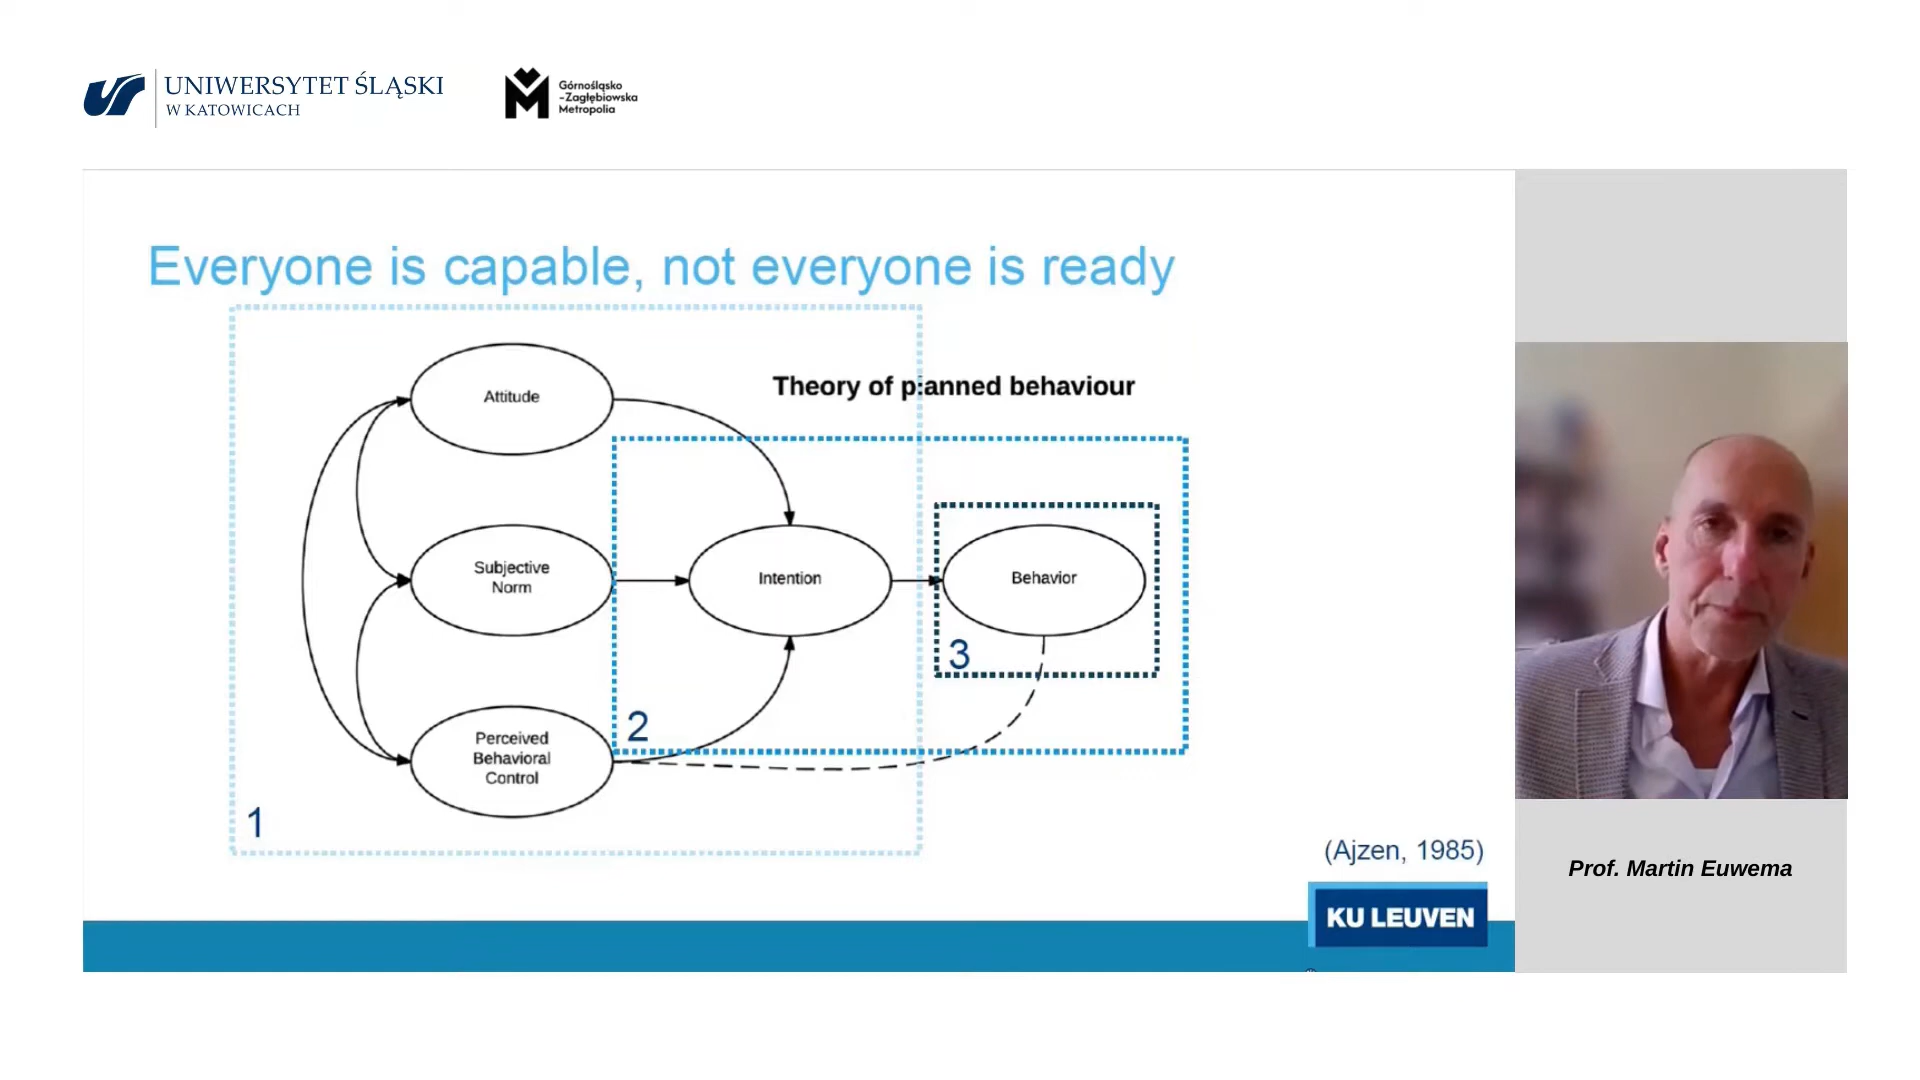 UNIWERSYTET ŚLĄSKI
W KATOWICACH
Górnośląsko
-Zagłębiowska
Metropolia
Everyone is capable, not everyone is ready
Theory of planned behaviour
Attitude
Subjective
Norm
Intention
Behavior
3
2
Perceived
Behavioral
Control
1
(Ajzen, 1985)
KU LEUVEN
Prof. Martin Euwema